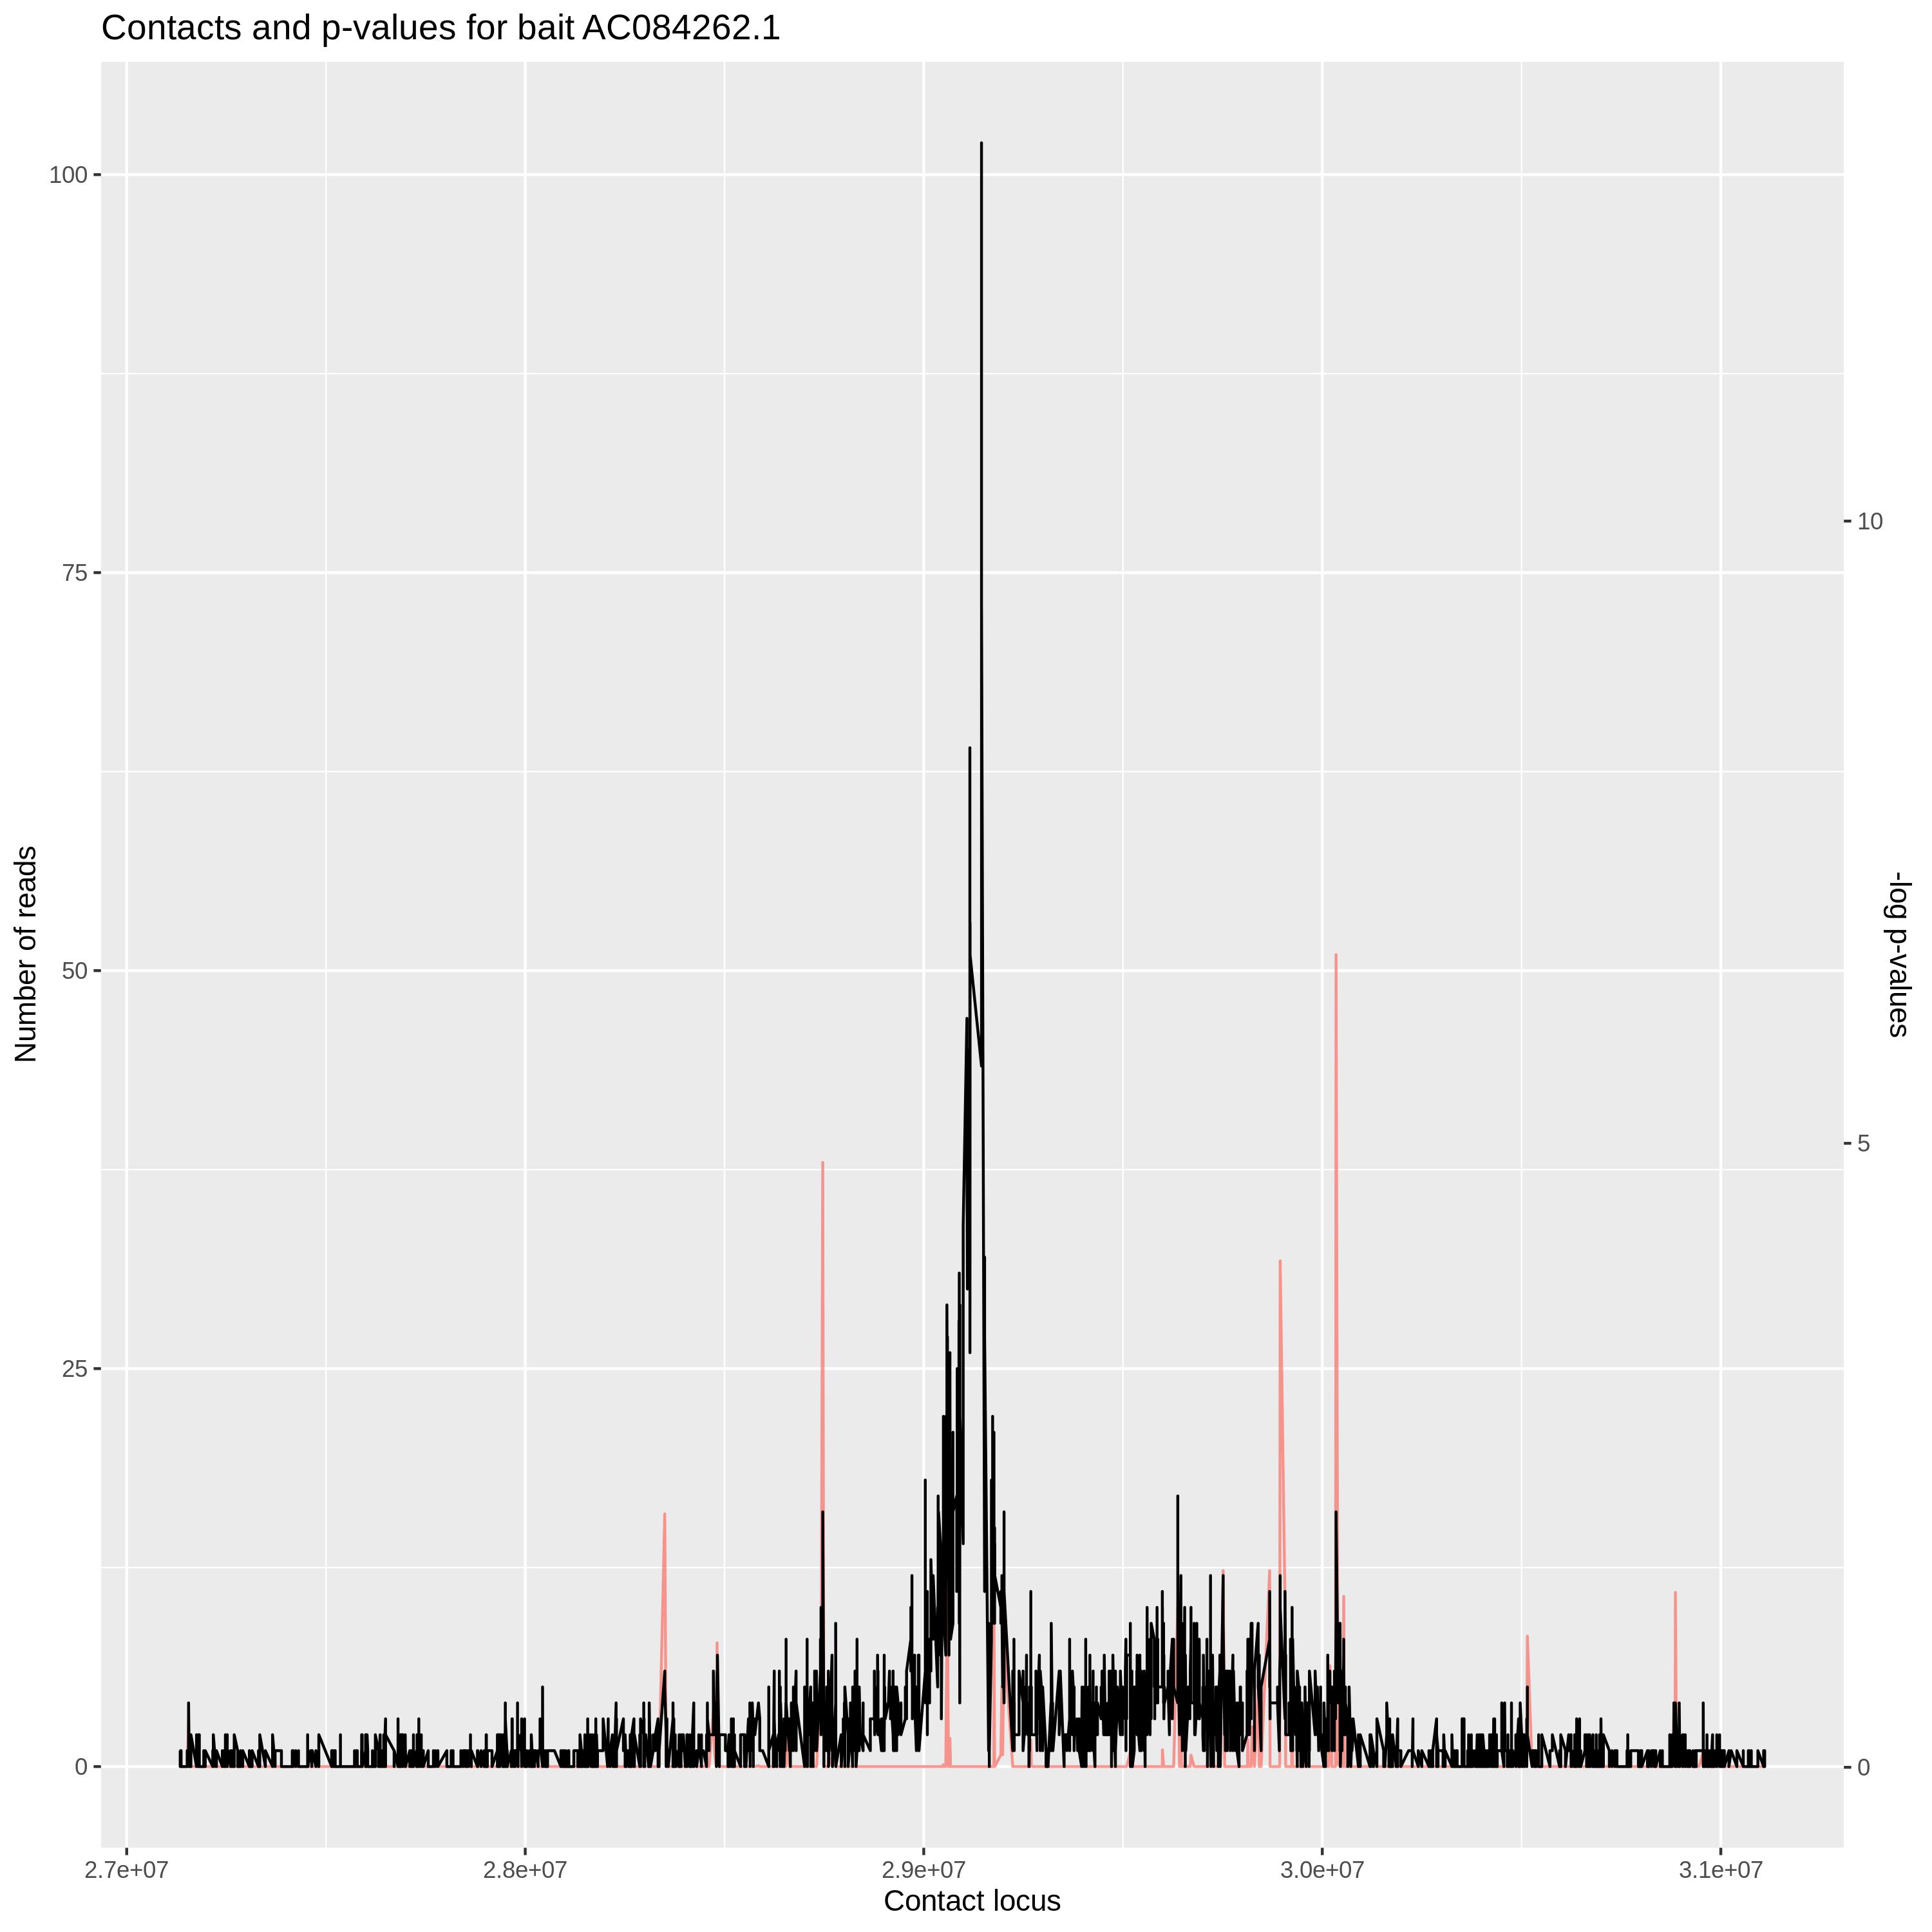 Contacts and p-values for bait AC084262.1
100
75
50
25
0
Number of reads
10
5
0
-log p-values
2.7e+07
2.8e+07
2.9e+07
3.0e+07
3.1e+07
Contact locus